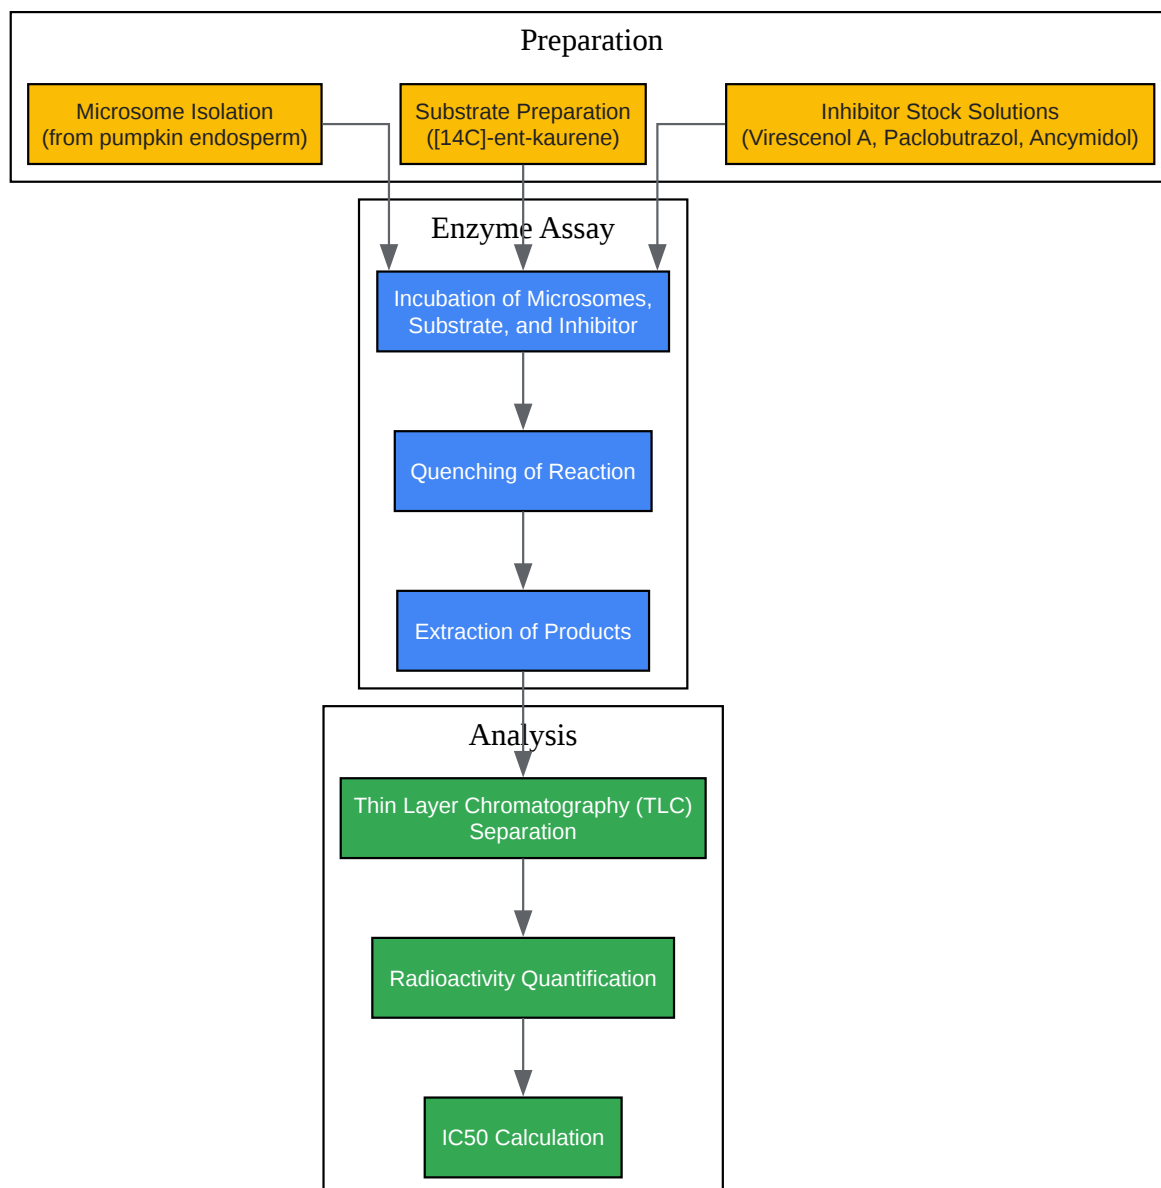 Preparation
Microsome Isolation
(from pumpkin endosperm)
Substrate Preparation
([14C]-ent-kaurene)
Inhibitor Stock Solutions
(Virescenol A, Paclobutrazol, Ancymidol)
Enzyme Assay
Incubation of Microsomes,
Substrate, and Inhibitor
Quenching of Reaction
Extraction of Products
Analysis
Thin Layer Chromatography (TLC)
Separation
Radioactivity Quantification
IC50 Calculation